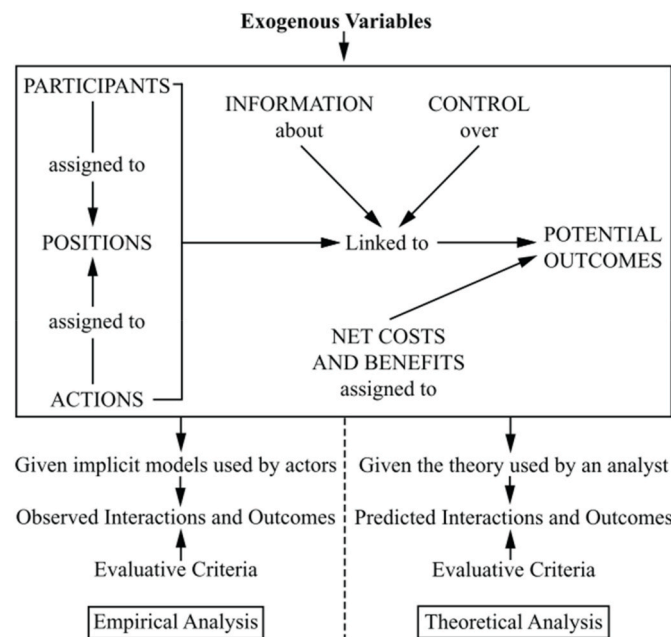 Exogenous Variables
PARTICIPANTS
assigned to
POSITIONS
assigned to
ACTIONS
INFORMATION
about
CONTROL
over
Linked to
POTENTIAL
OUTCOMES
NET COSTS
AND BENEFITS
assigned to
Given implicit models used by actors
Observed Interactions and Outcomes
Evaluative Criteria
Empirical Analysis
Given the theory used by an analyst
Predicted Interactions and Outcomes
Evaluative Criteria
Theoretical Analysis